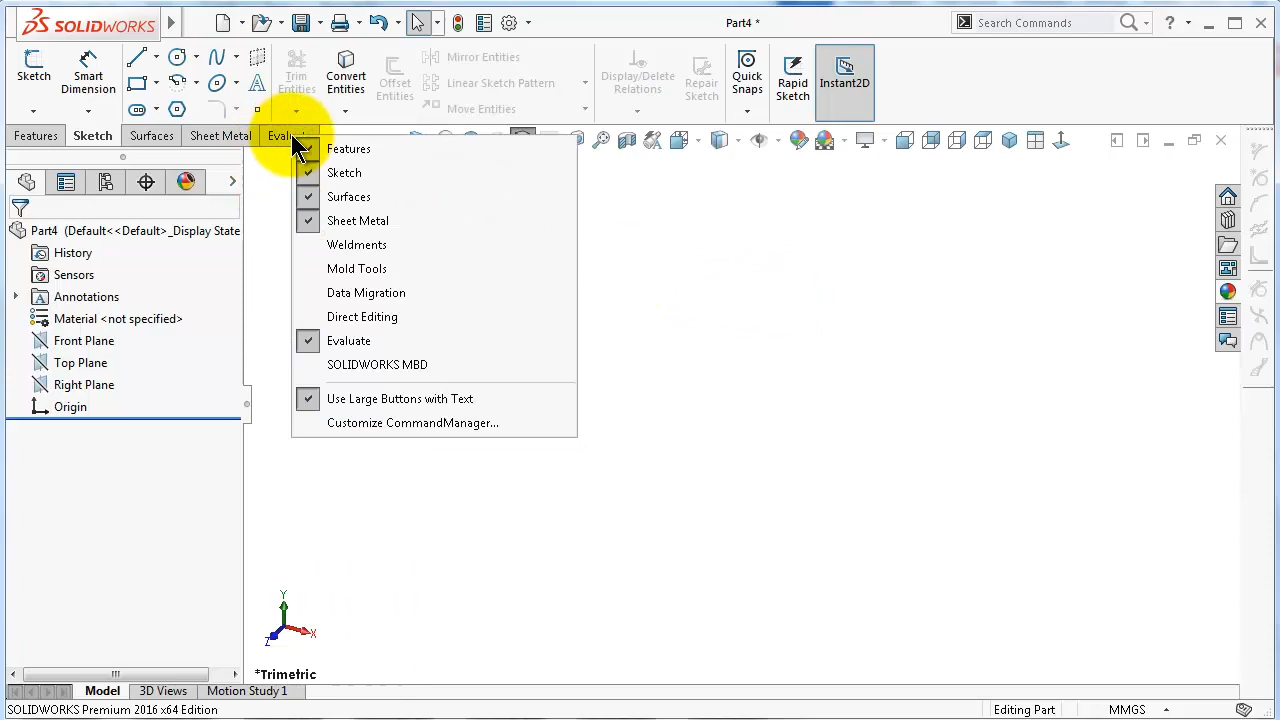 SOLIDWORKS
Search Commands
?
Sketch
Smart
Dimension
Trim
Entities
Convert
Entities
Offset
Entities
Mirror Entities
Linear Sketch Pattern
Move Entities
Display/Delete
Relations
Repair
Sketch
Quick
Snaps
Rapid
Sketch
Instant2D
Features Sketch Surfaces Sheet Metal
Features
Sketch
Surfaces
Sheet Metal
Weldments
Mold Tools
Data Migration
Direct Editing
Evaluate
SOLIDWORKS MBD
Use Large Buttons with Text
Customize CommandManager...
Part4 *
Part4 (Default<<Default>_Display State
History
Sensors
Annotations
Material <not specified>
Front Plane
Top Plane
Right Plane
Origin
Y
X
Z
*Trimetric
Model 3D Views Motion Study 1
SOLIDWORKS Premium 2016 x64 Edition
Editing Part
MMGS